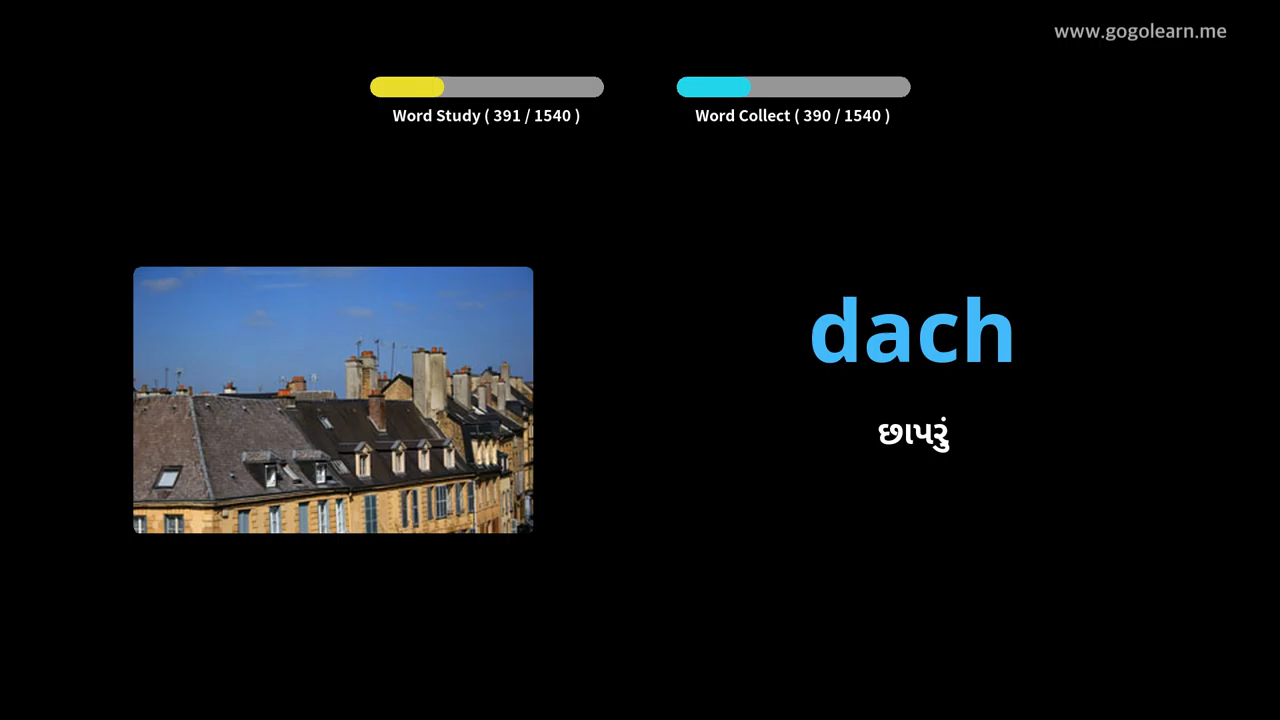 www.gogolearn.me
Word Study ( 391 / 1540 )
Word Collect ( 390 / 1540 )
dach
છાપરું